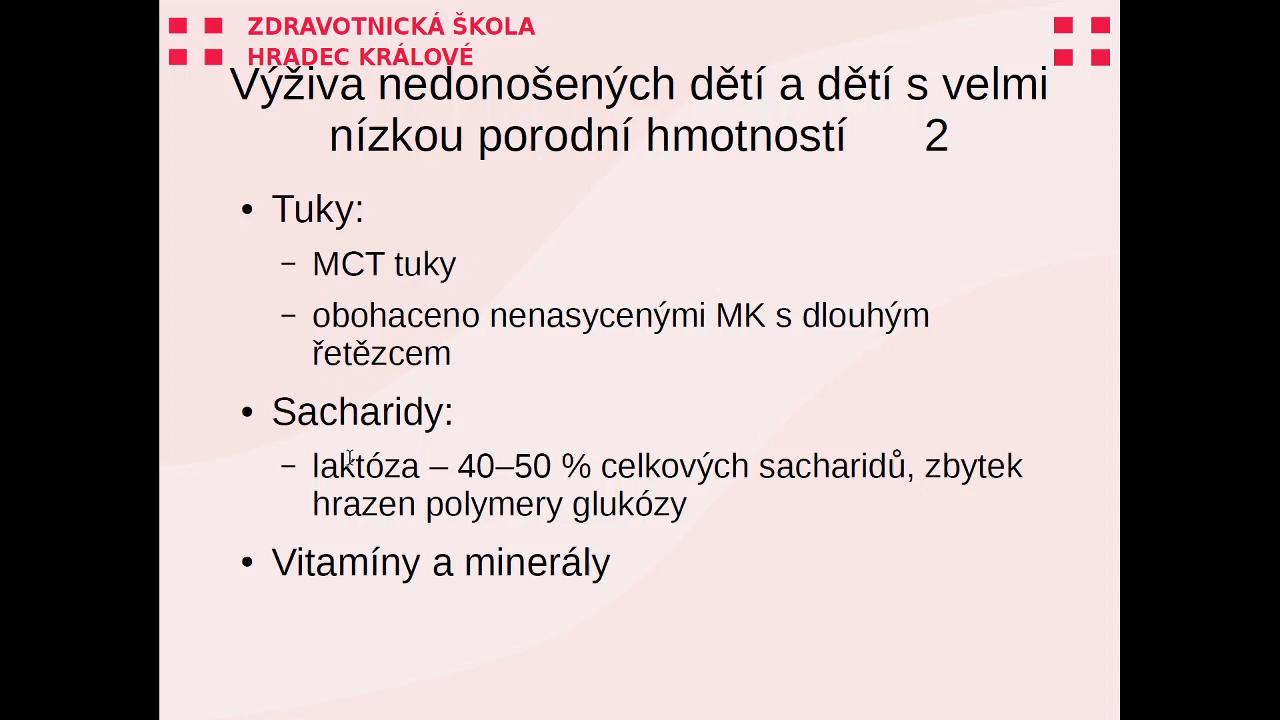 ZDRAVOTNICKÁ ŠKOLA
HRADEC KRÁLOVÉ
Výživa nedonošených dětí a dětí s velmi
nízkou porodní hmotností 2
• Tuky:
– MCT tuky
– obohaceno nenasycenými MK s dlouhým
řetězcem
• Sacharidy:
– laktóza – 40–50 % celkových sacharidů, zbytek
hrazen polymery glukózy
• Vitamíny a minerály